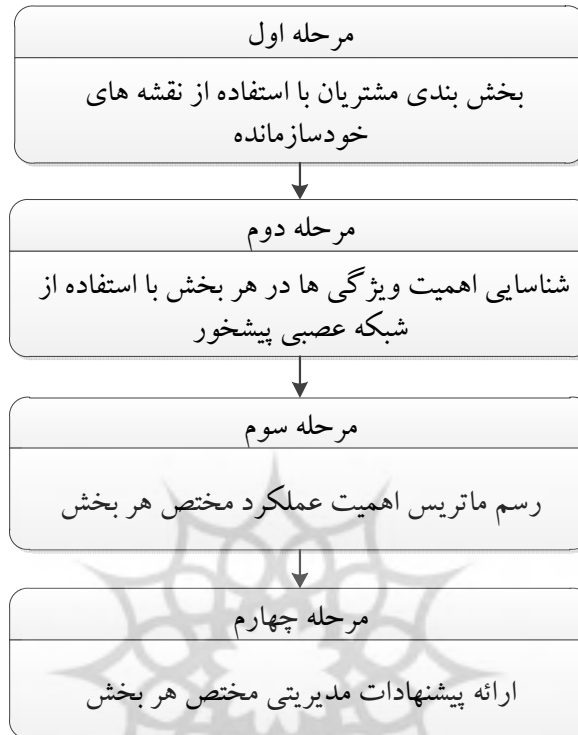 مرحله اول
بخش بندی مشتریان با استفاده از نقشه های
خودسازمانده
مرحله دوم
شناسایی اهمیت ویژگی ها در هر بخش با استفاده از
شبکه عصبی پیشخور
مرحله سوم
رسم ماتریس اهمیت عملکرد مختص هر بخش
مرحله چهارم
ارائه پیشنهادات مدیریتی مختص هر بخش